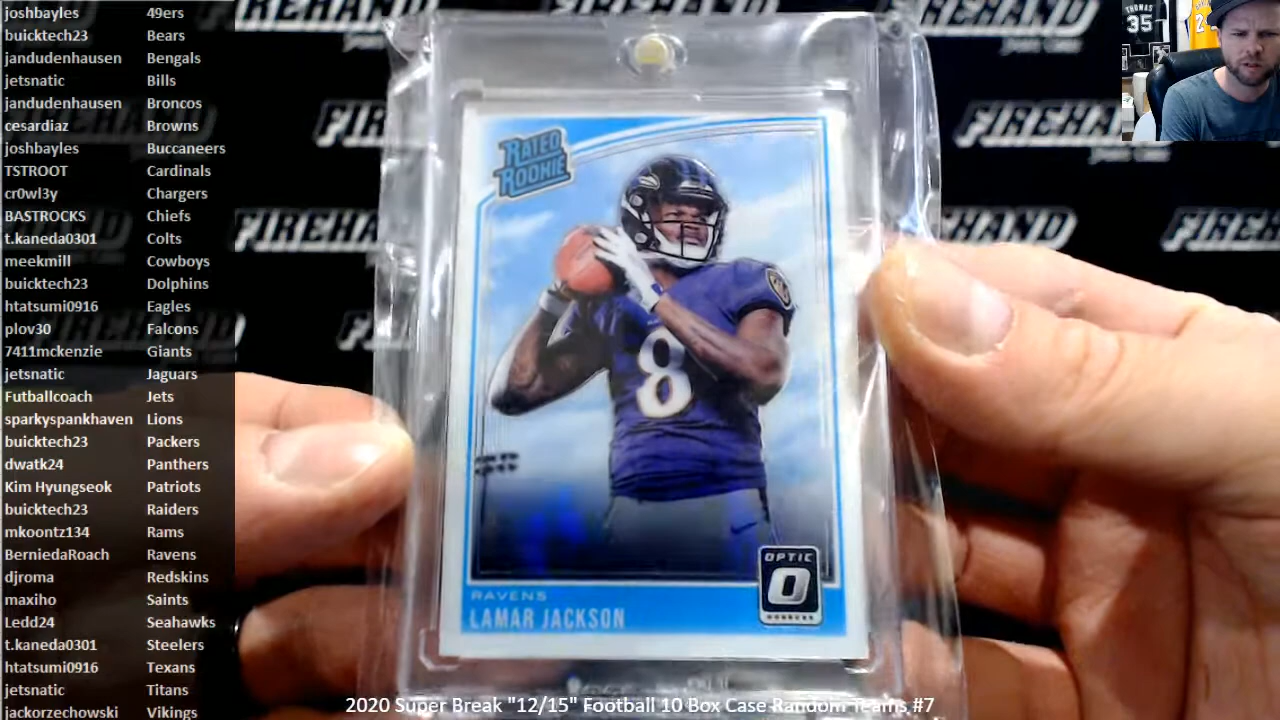 joshbayles 49ers
buicktech23 Bears
jandudenhausen Bengals
jetsnatic Bills
jandudenhausen Broncos
cesardiaz Browns
joshbayles Buccaneers
TSTROOT Cardinals
cr0wl3y Chargers
BASTROCKS Chiefs
t.kaneda0301 Colts
meekmill Cowboys
buicktech23 Dolphins
htatsumi0916 Eagles
plov30 Falcons
7411mckenzie Giants
jetsnatic Jaguars
Futballcoach Jets
sparkyspankhaven Lions
buicktech23 Packers
dwatk24 Panthers
Kim Hyungseok Patriots
buicktech23 Raiders
mkoontz134 Rams
BerniedaRoach Ravens
djroma Redskins
maxiho Saints
Ledd24 Seahawks
t.kaneda0301 Steelers
htatsumi0916 Texans
jetsnatic Titans
jackorzechowski Vikings
FIREHAND
FIREHAND
FIREHAND
FIREHAND
THOMAS
35
RATED
ROOKIE
8
OPTIC
RAVENS
LAMAR JACKSON
2020 Super Break "12/15" Football 10 Box Case Random Teams #7